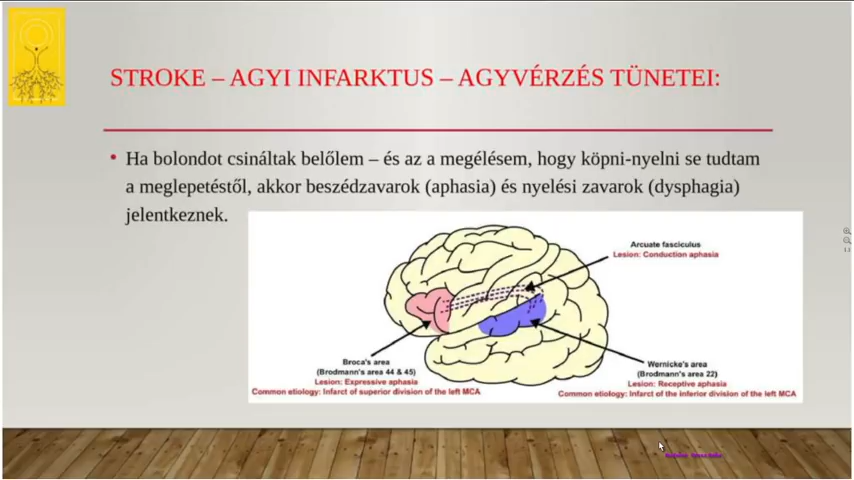 STROKE – AGYI INFARKTUS – AGYVÉRZÉS TÜNETEI:
• Ha bolondot csináltak belőlem – és az a megélésem, hogy köpni-nyelni se tudtam
a meglepetéstől, akkor beszédzavarok (aphasia) és nyelési zavarok (dysphagia)
jelentkeznek.
Arcuate fasciculus
Lesion: Conduction aphasia
Broca's area
(Brodmann's area 44 & 45)
Lesion: Expressive aphasia
Common etiology: Infarct of superior division of the left MCA
Wernicke's area
(Brodmann's area 22)
Lesion: Receptive aphasia
Common etiology: Infarct of the inferior division of the left MCA